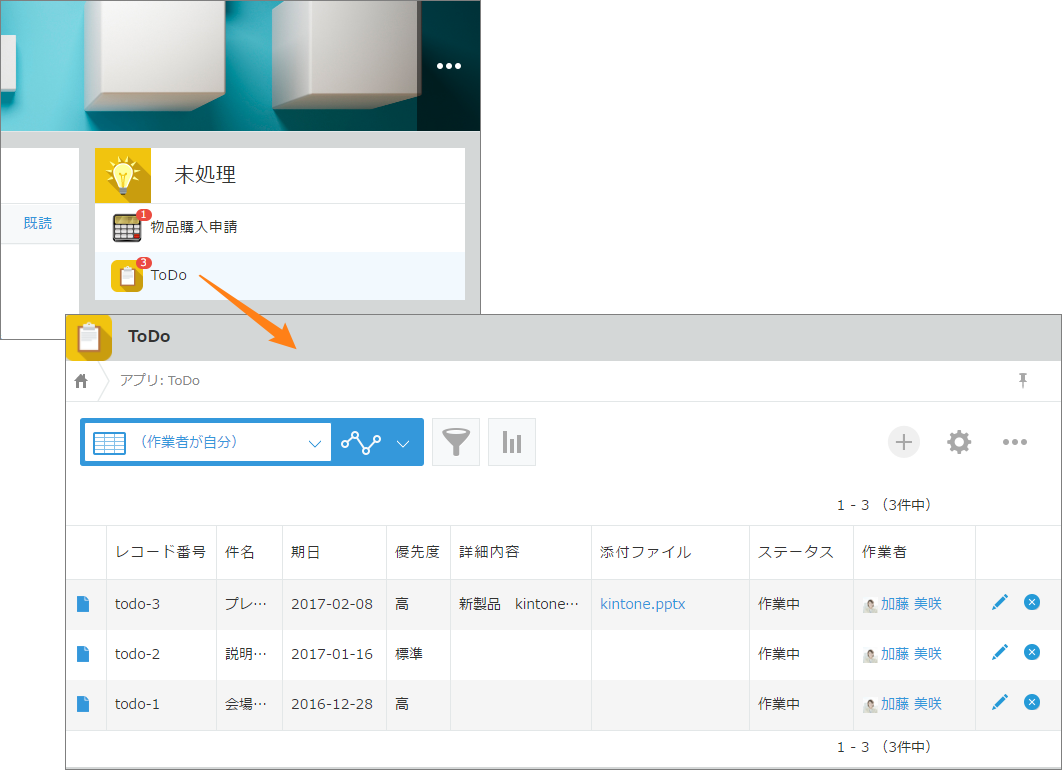 未処理
既読
1
物品購入申請
3
ToDo
ToDo
アプリ: ToDo
（作業者が自分）
1 - 3 （3件中）
レコード番号 件名 期日 優先度 詳細内容 添付ファイル ステータス 作業者
todo-3 プレ… 2017-02-08 高 新製品 kintone… kintone.pptx 作業中 加藤 美咲
todo-2 説明… 2017-01-16 標準 作業中 加藤 美咲
todo-1 会場… 2016-12-28 高 作業中 加藤 美咲
1 - 3 （3件中）